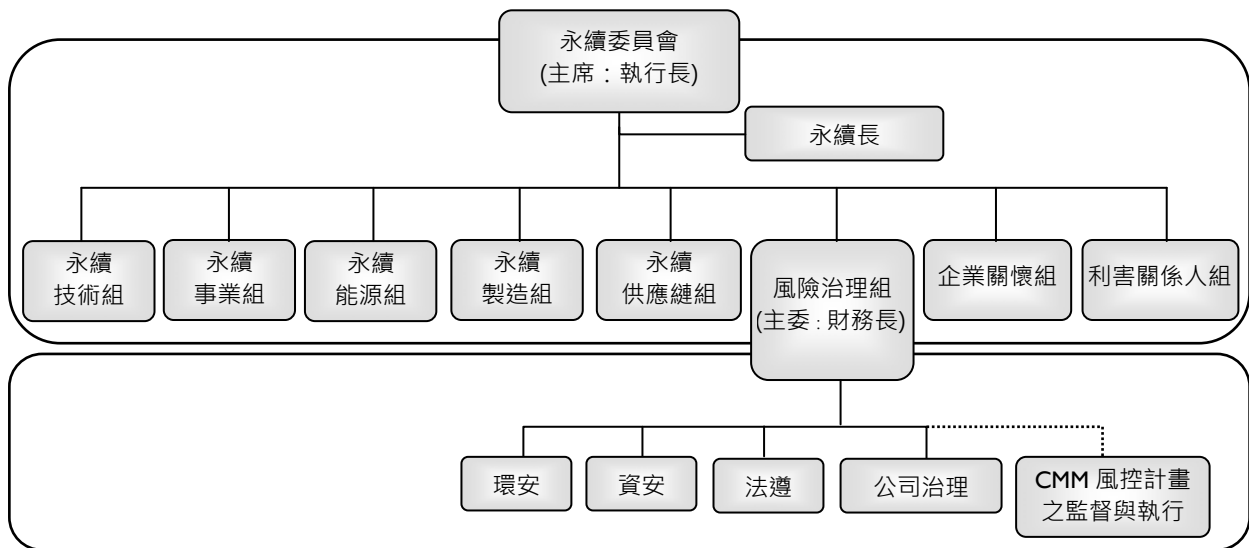 永續委員會
(主席：執行長)
永續長
永續
技術組
永續
事業組
永續
能源組
永續
製造組
永續
供應鏈組
風險治理組
(主委：財務長)
企業關懷組
利害關係人組
環安
資安
法遵
公司治理
CMM 風控計畫
之監督與執行